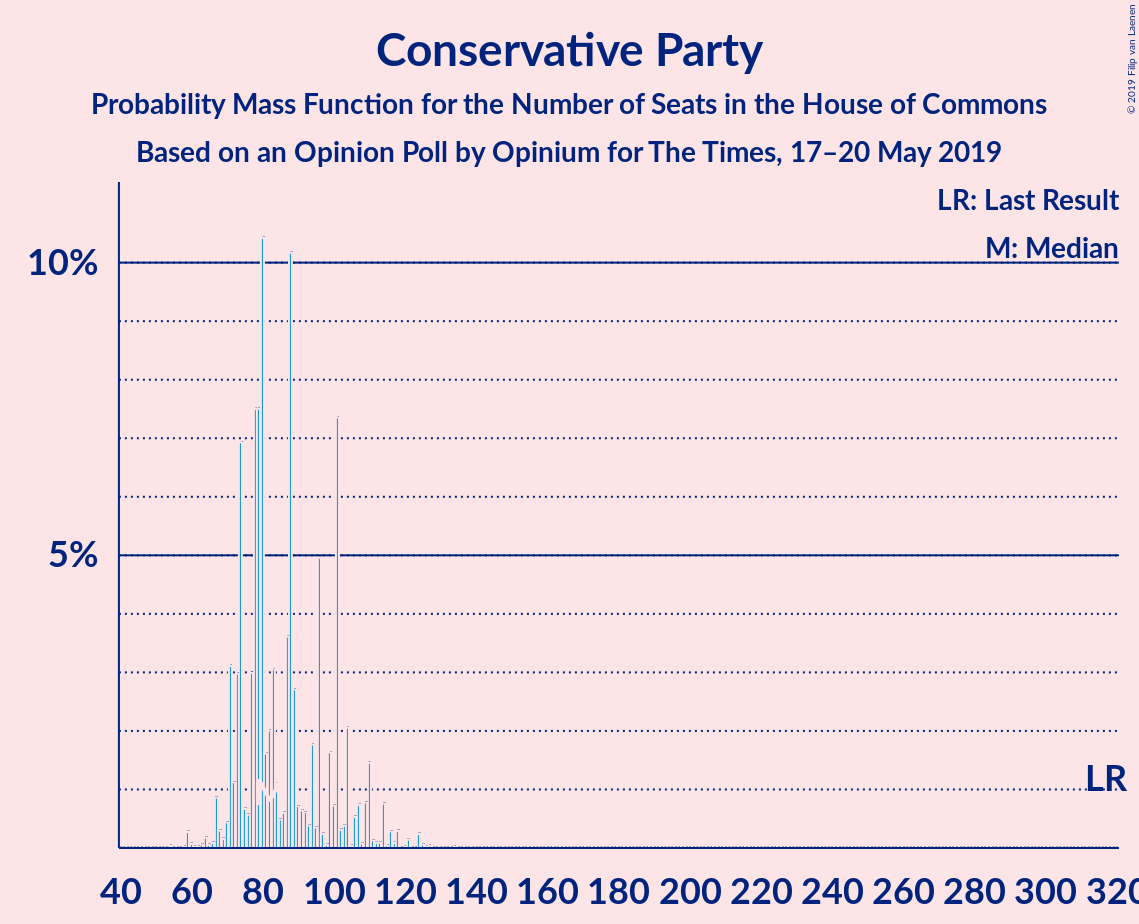 Conservative Party
Probability Mass Function for the Number of Seats in the House of Commons
Based on an Opinion Poll by Opinium for The Times, 17–20 May 2019
© 2019 Filip van Laenen
LR: Last Result
M: Median
10%
5%
LR
40 60 80 100 120 140 160 180 200 220 240 260 280 300 320